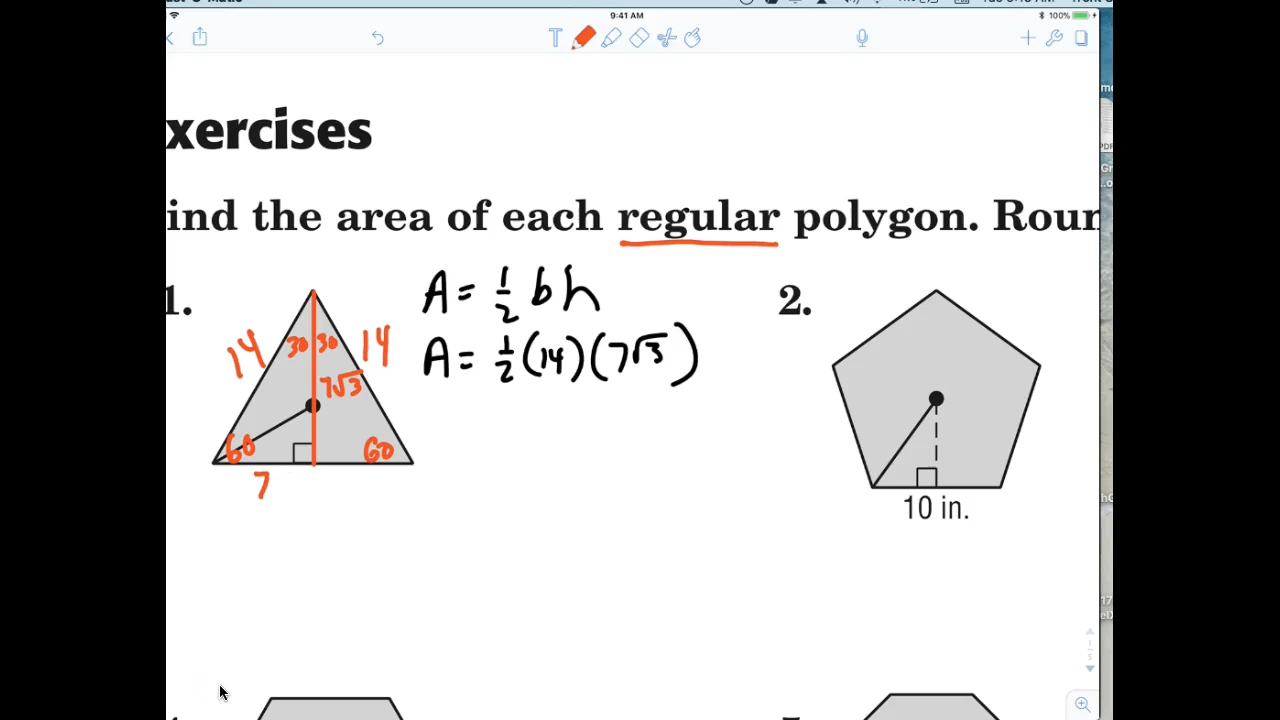 9:41 AM
100%
T
xercises
ind the area of each regular polygon. Roun
1.
14
30 30
14
7√3
60
60
7
A = 1/2 b h
A = 1/2 (14)(7√3)
2.
10 in.